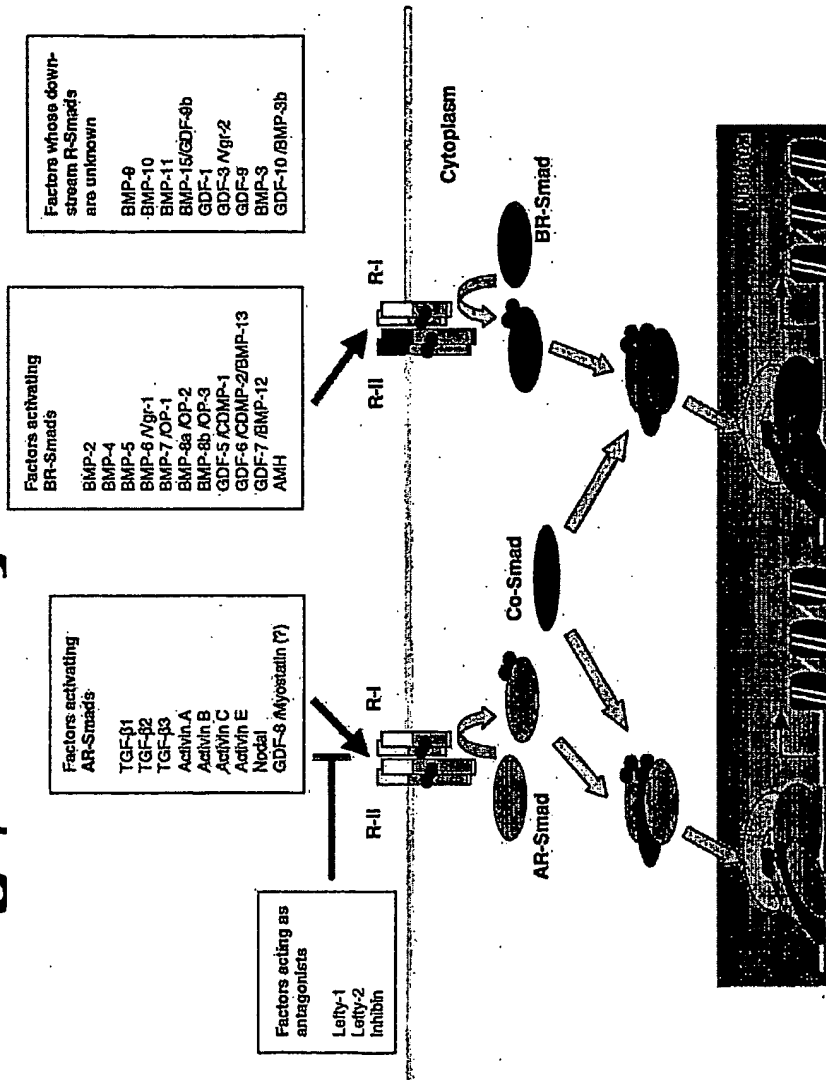 Factors acting as
antagonists
Lefty-1
Lefty-2
Inhibin
Factors activating
AR-Smads
TGF-β1
TGF-β2
TGF-β3
Activin A
Activin B
Activin C
Activin E
Nodal
GDF-8 /Myostatin (?)
Factors activating
BR-Smads
BMP-2
BMP-4
BMP-5
BMP-6 /Vgr-1
BMP-7 /OP-1
BMP-8a /OP-2
BMP-8b /OP-3
GDF-5 /CDMP-1
GDF-6 /CDMP-2/BMP-13
GDF-7 /BMP-12
AMH
Factors whose down-
stream R-Smads
are unknown
BMP-9
BMP-10
BMP-11
BMP-15/GDF-9b
GDF-1
GDF-3 /Vgr-2
GDF-9
BMP-3
GDF-10 /BMP-3b
R-II
R-I
R-II
R-I
Cytoplasm
AR-Smad
Co-Smad
BR-Smad